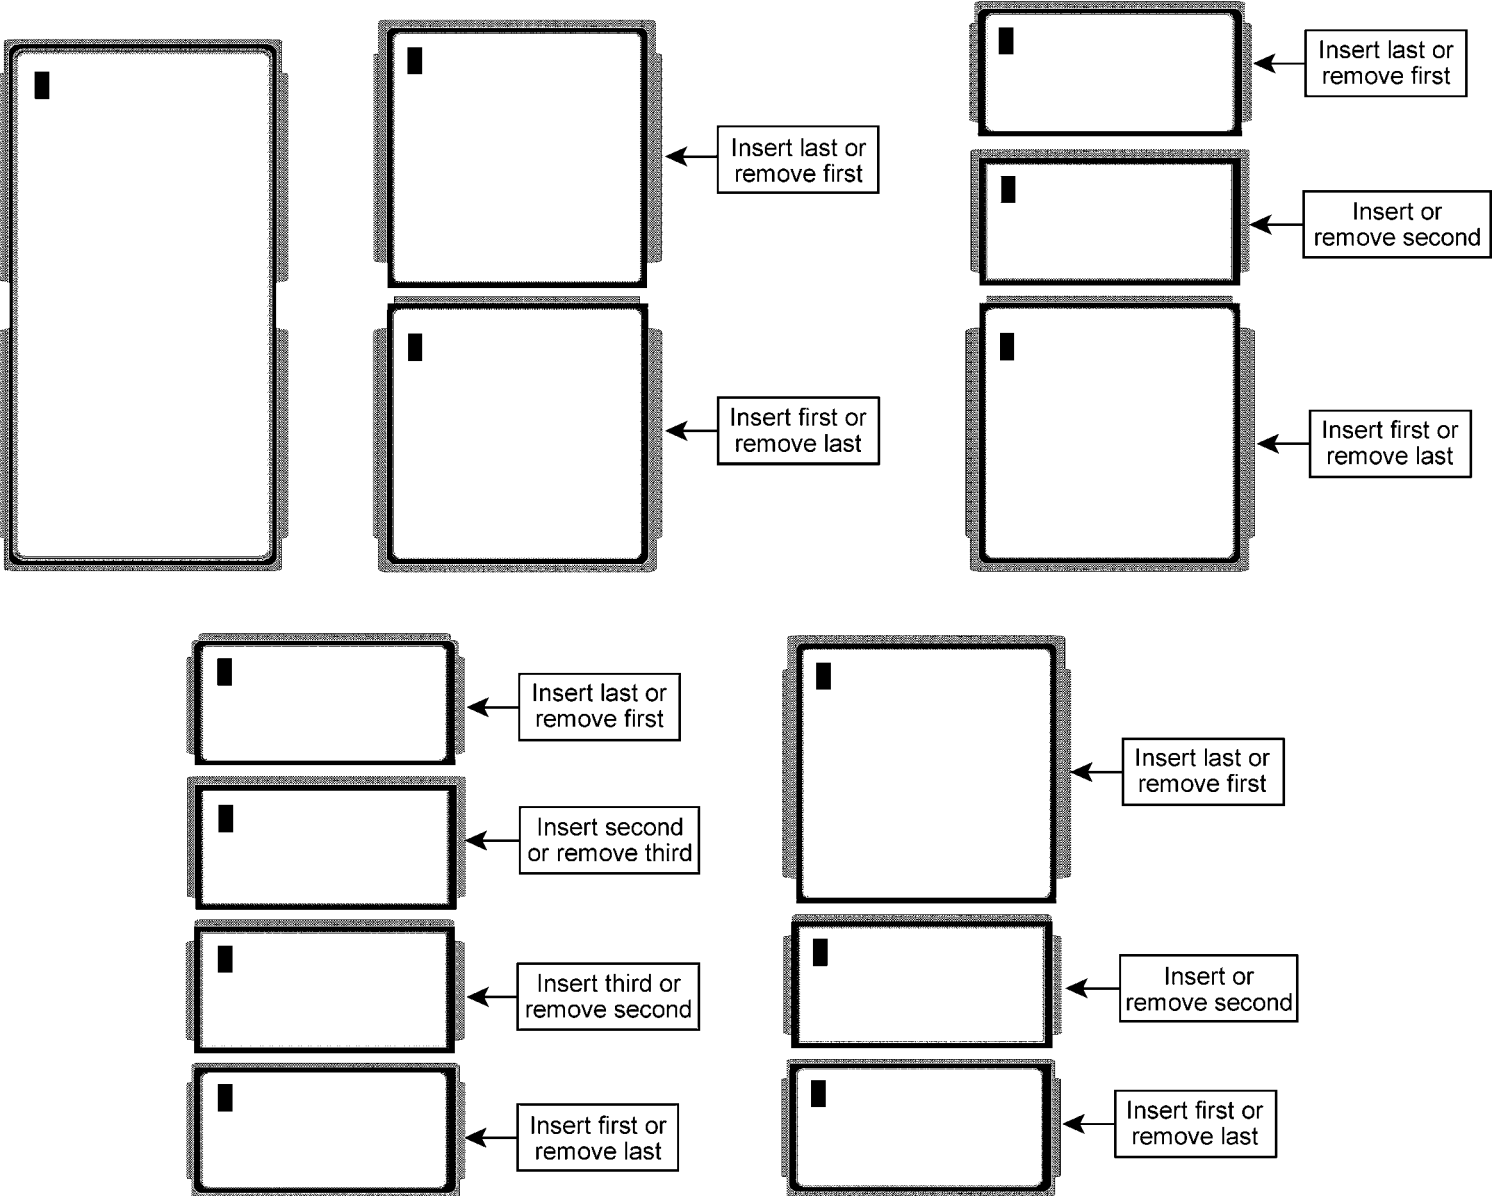 Insert last or
remove first
Insert first or
remove last
Insert last or
remove first
Insert or
remove second
Insert first or
remove last
Insert last or
remove first
Insert second
or remove third
Insert third or
remove second
Insert first or
remove last
Insert last or
remove first
Insert or
remove second
Insert first or
remove last